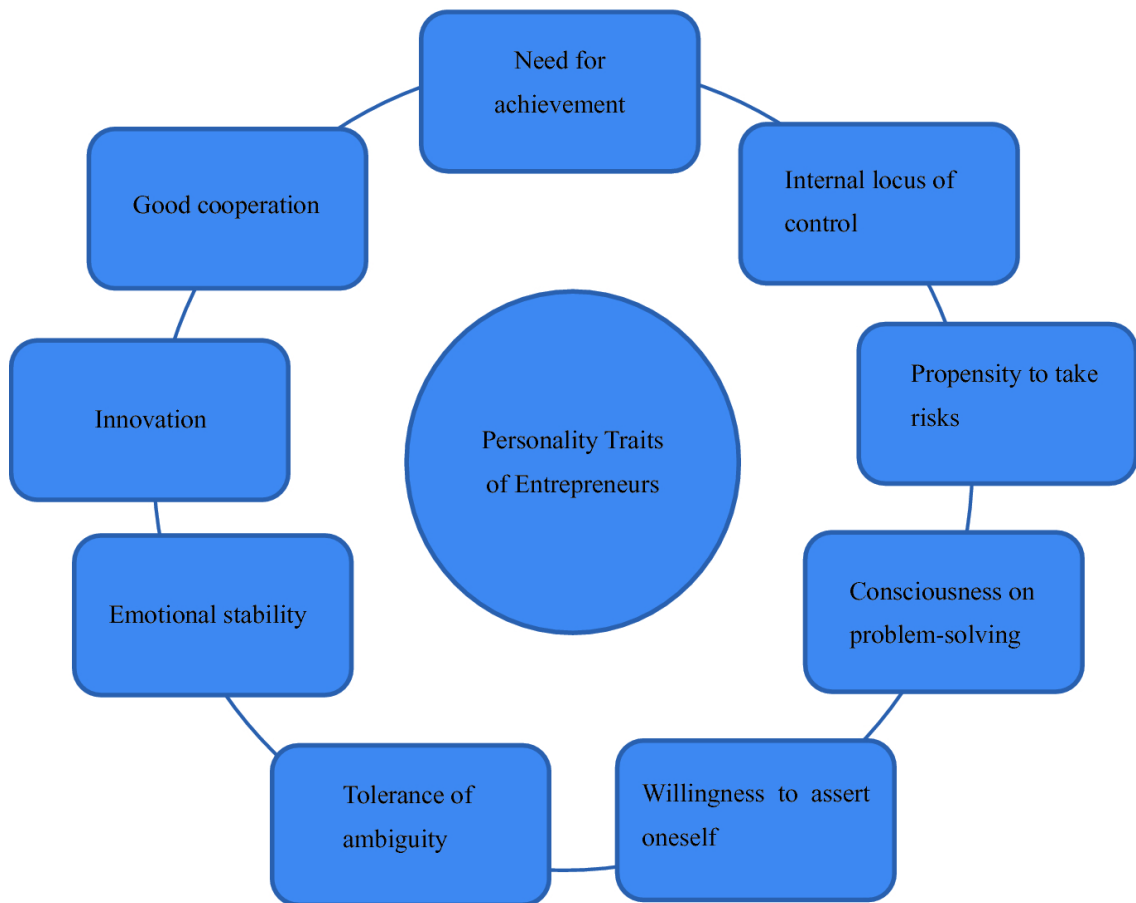 Need for
achievement
Internal locus of
control
Propensity to take
risks
Consciousness on
problem-solving
Willingness to assert
oneself
Tolerance of
ambiguity
Emotional stability
Innovation
Good cooperation
Personality Traits
of Entrepreneurs